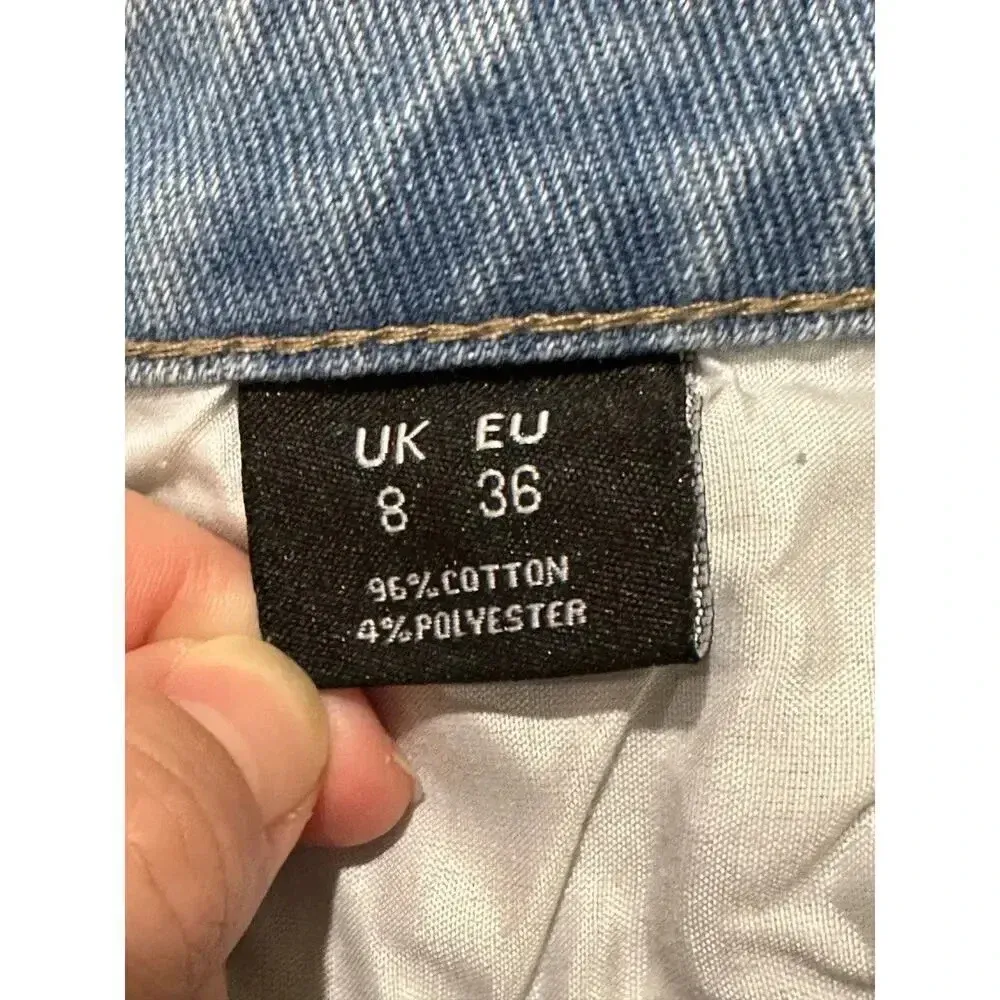 UK EU
8 36
96%COTTON
4%POLYESTER